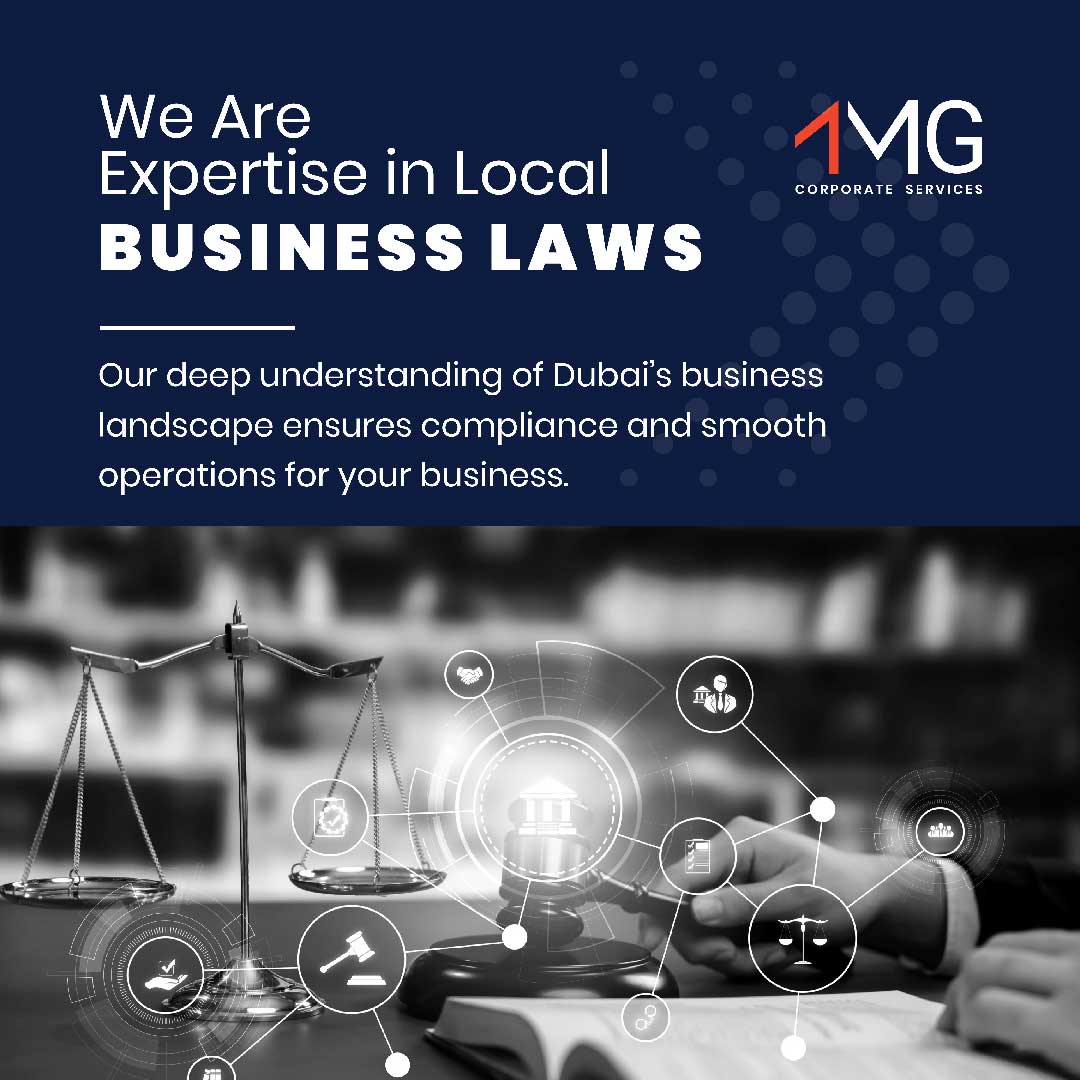 We Are
Expertise in Local
BUSINESS LAWS
AMG
CORPORATE SERVICES
Our deep understanding of Dubai's business
landscape ensures compliance and smooth
operations for your business.